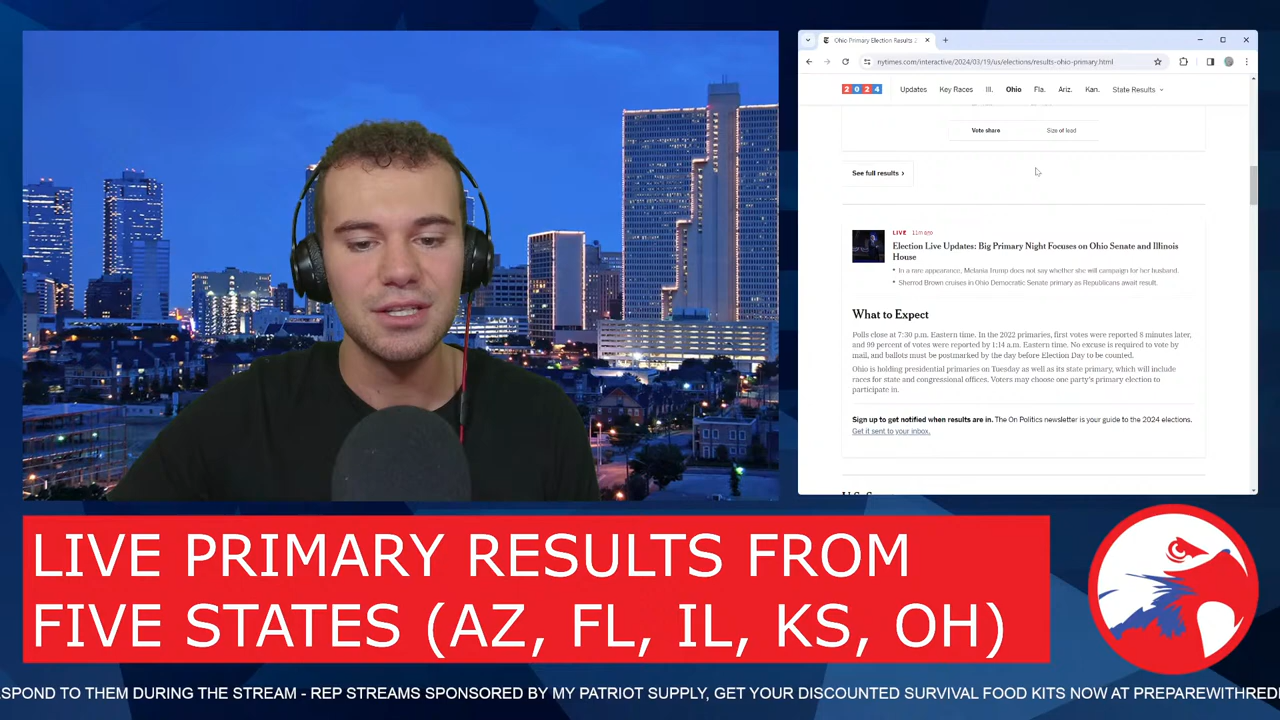 Ohio Primary Election Results
nytimes.com/interactive/2024/03/19/us/elections/results-ohio-primary.html
2024
Updates
Key Races
Ill.
Ohio
Fla.
Ariz.
Kan.
State Results
Vote share
Size of lead
See full results ›
LIVE
Election Live Updates: Big Primary Night Focuses on Ohio Senate and Illinois
House
• In a rare appearance, Melania Trump does not say whether she will campaign for her husband.
• Sherrod Brown cruises in Ohio Democratic Senate primary as Republicans await result.
What to Expect
Polls close at 7:30 p.m. Eastern time. In the 2022 primaries, first votes were reported 8 minutes later,
and 99 percent of votes were reported by 1:14 a.m. Eastern time. No excuse is required to vote by
mail, and ballots must be postmarked by the day before Election Day to be counted.
Ohio is holding presidential primaries on Tuesday as well as its state primary, which will include
races for state and congressional offices. Voters may choose one party's primary election to
participate in.
Sign up to get notified when results are in. The On Politics newsletter is your guide to the 2024 elections.
Get it sent to your inbox.
LIVE PRIMARY RESULTS FROM
FIVE STATES (AZ, FL, IL, KS, OH)
SPOND TO THEM DURING THE STREAM - REP STREAMS SPONSORED BY MY PATRIOT SUPPLY, GET YOUR DISCOUNTED SURVIVAL FOOD KITS NOW AT PREPAREWITHRED